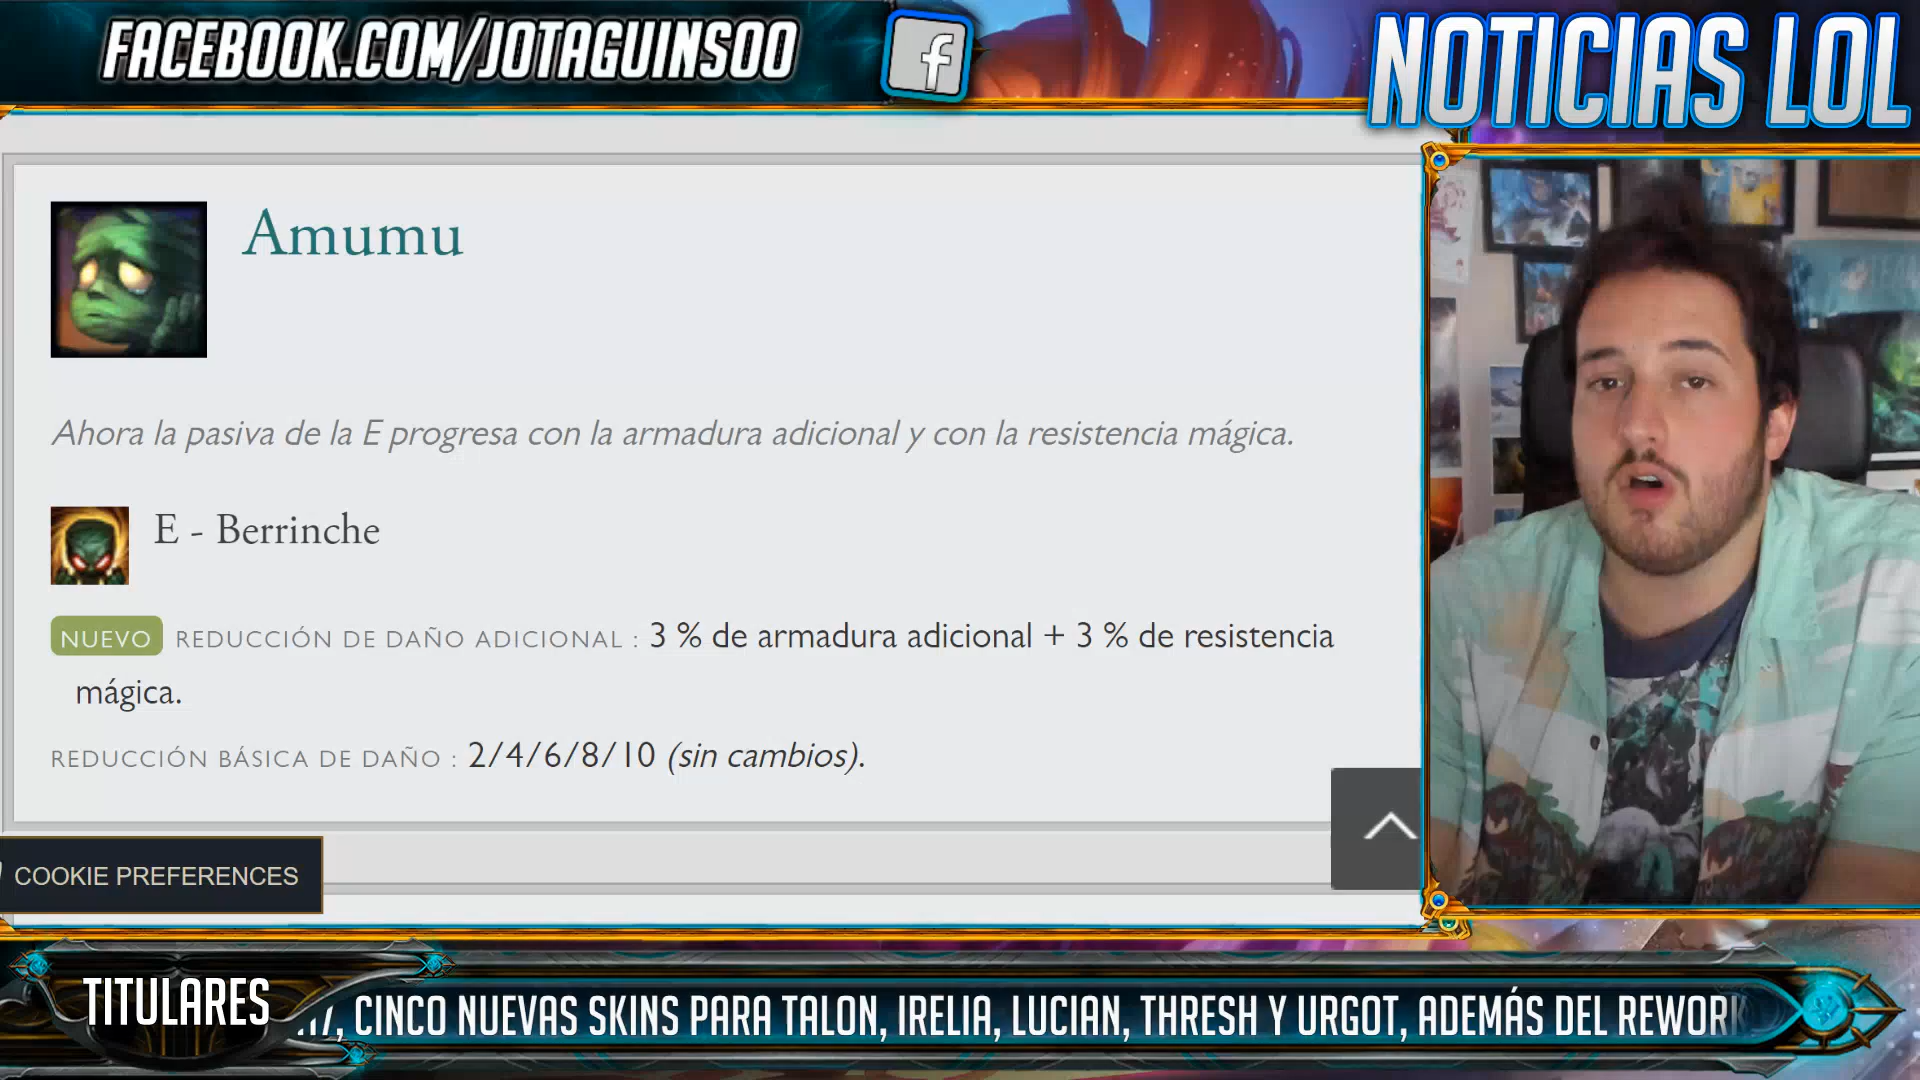 FACEBOOK.COM/JOTAGUINSOO
NOTICIAS LOL
Amumu
Ahora la pasiva de la E progresa con la armadura adicional y con la resistencia mágica.
E - Berrinche
NUEVO REDUCCIÓN DE DAÑO ADICIONAL : 3 % de armadura adicional + 3 % de resistencia
mágica.
REDUCCIÓN BÁSICA DE DAÑO : 2/4/6/8/10 (sin cambios).
COOKIE PREFERENCES
TITULARES
, CINCO NUEVAS SKINS PARA TALON, IRELIA, LUCIAN, THRESH Y URGOT, ADEMÁS DEL REWORK